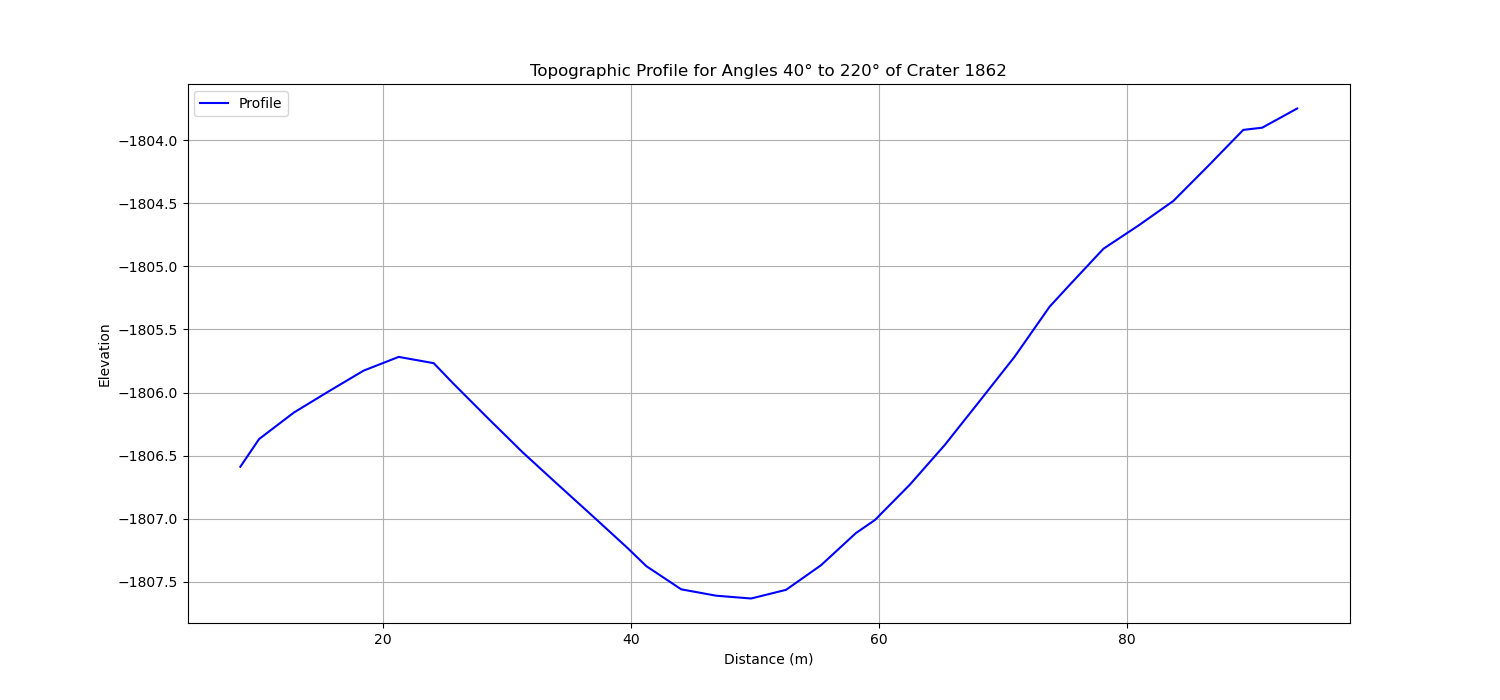 Topographic Profile for Angles 40° to 220° of Crater 1862
Profile
−1804.0
−1804.5
−1805.0
−1805.5
−1806.0
−1806.5
−1807.0
−1807.5
Elevation
20 40 60 80
Distance (m)